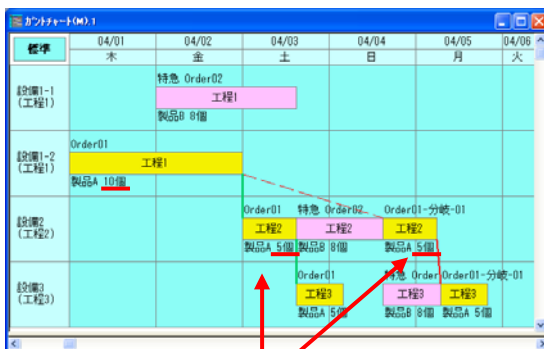 ガントチャート(M).1
標準
04/01 04/02 04/03 04/04 04/05 04/06
木 金 土 日 月 火
設備1-1
(工程1)
特急 Order02
工程1
製品B 8個
設備1-2
(工程1)
Order01
工程1
製品A 10個
設備2
(工程2)
Order01 特急 Order02 Order01-分岐-01
工程2 工程2 工程2
製品A 5個 製品B 8個 製品A 5個
設備3
(工程3)
Order01 特急 Order Order01-分岐-01
工程3 工程3 工程3
製品A 5個 製品B 8個 製品A 5個